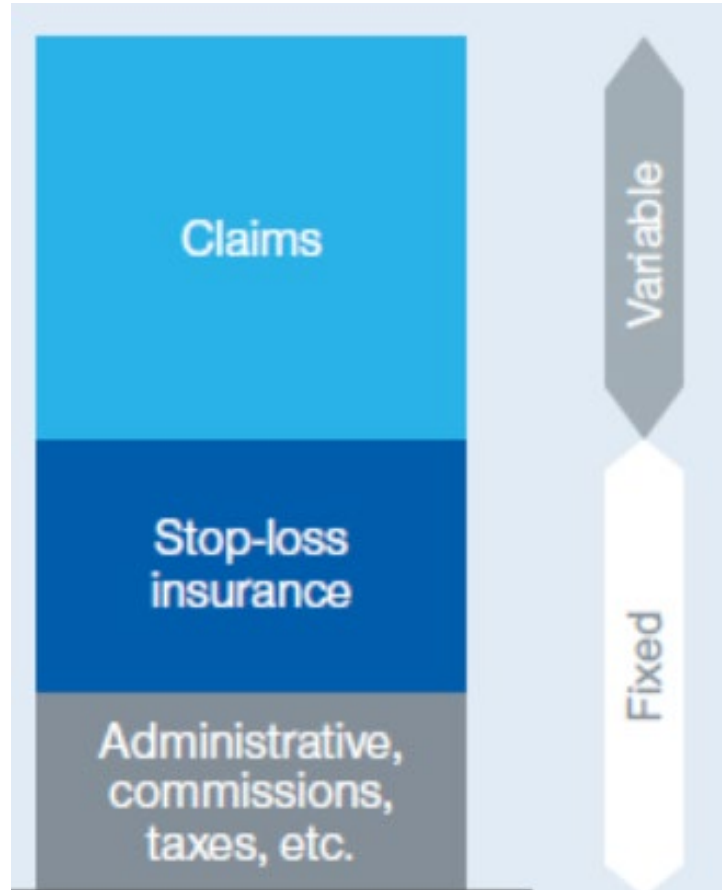 Claims
Variable
Stop-loss
insurance
Fixed
Administrative,
commissions,
taxes, etc.